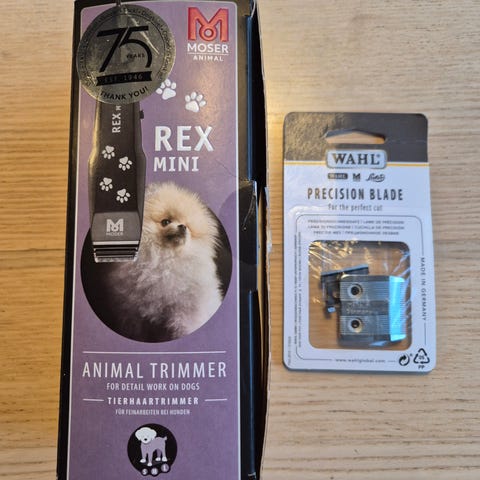 75
YEARS
EST. 1946
THANK YOU!
MOSER
ANIMAL
REX M
REX
MINI
MOSER
ANIMAL TRIMMER
FOR DETAIL WORK ON DOGS
TIERHAARTRIMMER
FÜR FEINARBEITEN BEI HUNDEN
WAHL
WAHL
PRECISION BLADE
For the perfect cut
MADE IN GERMANY
www.wahlglobal.com
PP